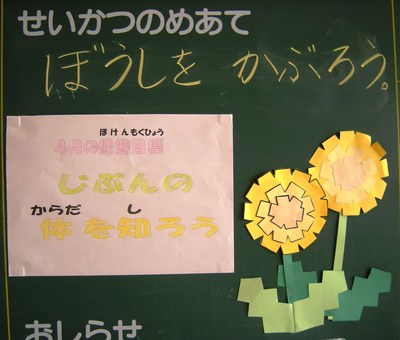 せいかつのめあて
ぼうしを かぶろう。
ほけんもくひょう
4月の保健目標
じぶんの
からだ し
体を知ろう
おしらせ